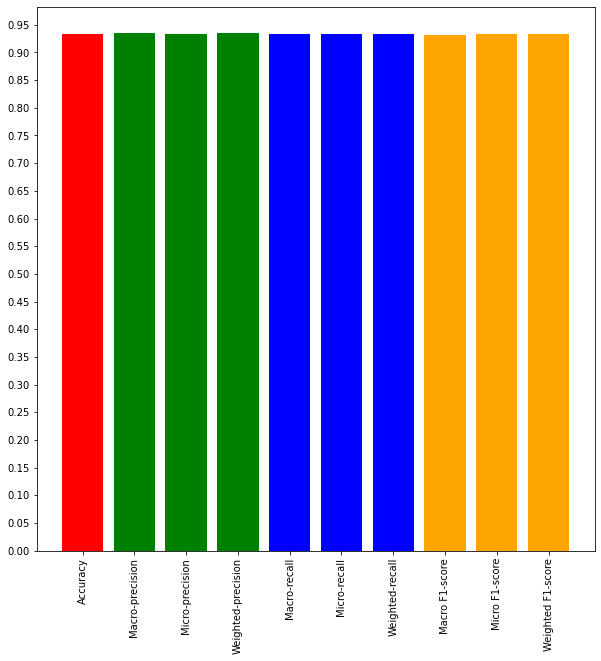 0.95
0.90
0.85
0.80
0.75
0.70
0.65
0.60
0.55
0.50
0.45
0.40
0.35
0.30
0.25
0.20
0.15
0.10
0.05
0.00
Accuracy
Macro-precision
Micro-precision
Weighted-precision
Macro-recall
Micro-recall
Weighted-recall
Macro F1-score
Micro F1-score
Weighted F1-score